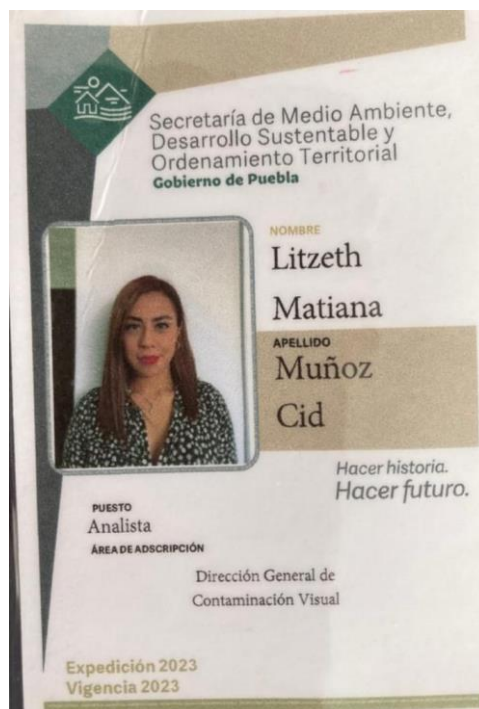 Secretaría de Medio Ambiente,
Desarrollo Sustentable y
Ordenamiento Territorial
Gobierno de Puebla
NOMBRE
Litzeth
Matiana
APELLIDO
Muñoz
Cid
Hacer historia.
Hacer futuro.
PUESTO
Analista
ÁREA DE ADSCRIPCIÓN
Dirección General de
Contaminación Visual
Expedición 2023
Vigencia 2023